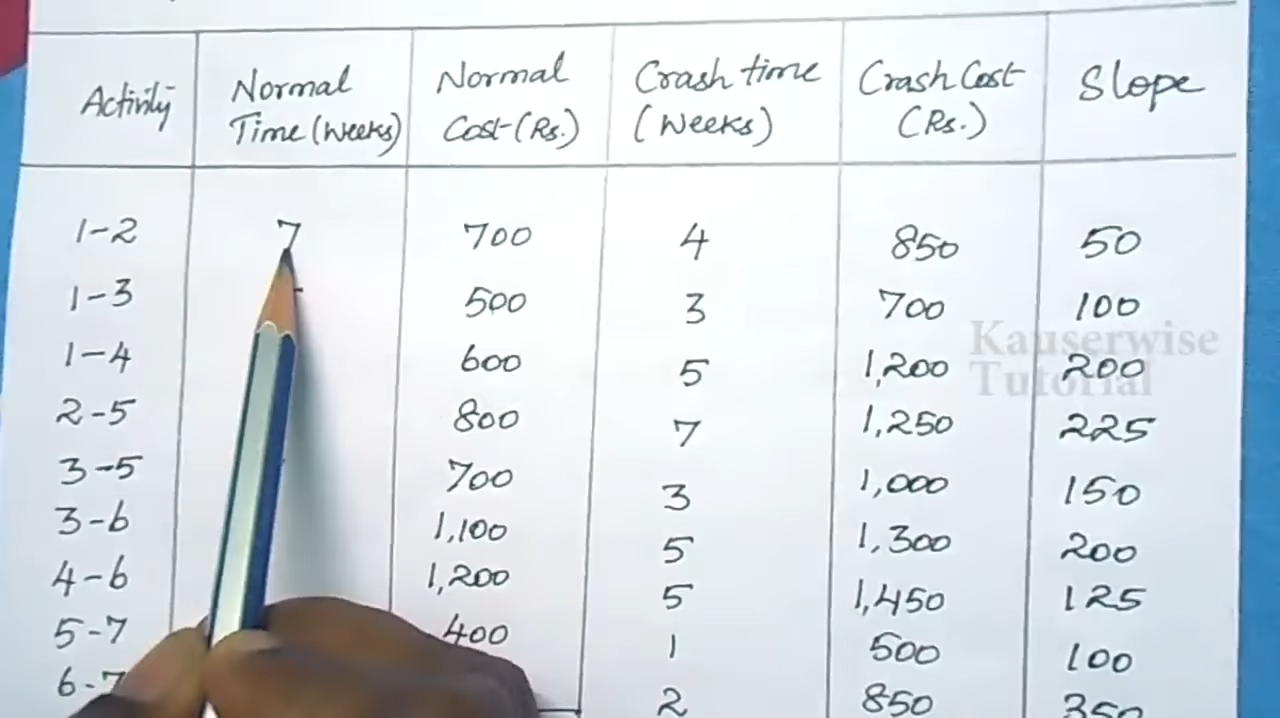 Activity Normal Time (Weeks) Normal Cost (Rs.) Crash time (Weeks) Crash Cost (Rs.) Slope
1-2 7 700 4 850 50
1-3 500 3 700 100
1-4 600 5 1,200 200
2-5 800 7 1,250 225
3-5 700 3 1,000 150
3-6 1,100 5 1,300 200
4-6 1,200 5 1,450 125
5-7 400 1 500 100
6-7 2 850 350
Kauserwise
Tutorial